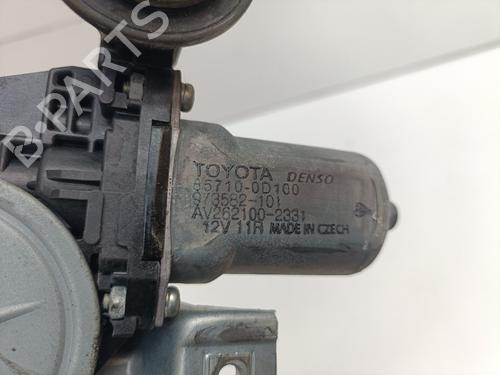 B-PARTS
TOYOTA DENSO
85710-0D100
973582-101
AV262100-2331
12V 11R MADE IN CZECH